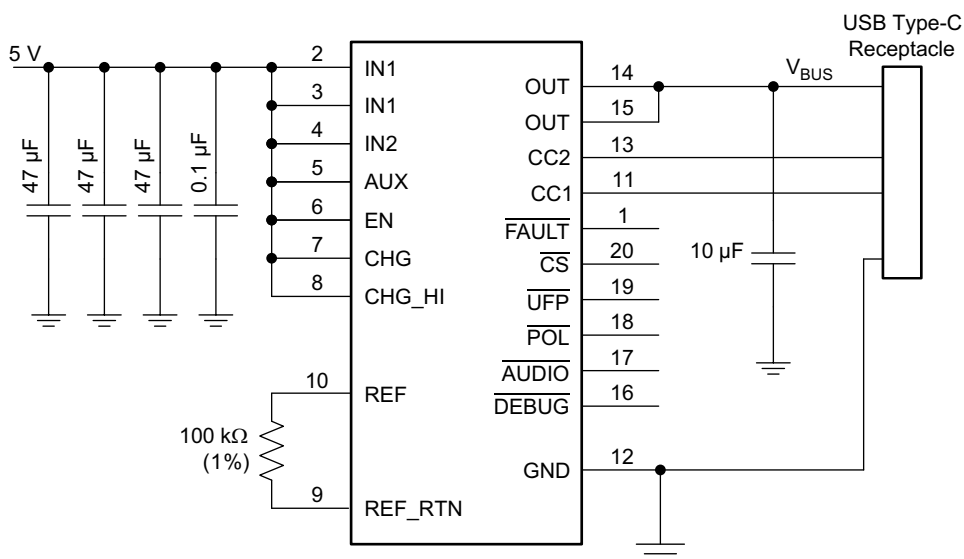 USB Type-C
Receptacle
5 V
2
IN1
3
IN1
4
IN2
5
AUX
6
EN
7
CHG
8
CHG_HI
10
REF
9
REF_RTN
47 µF
47 µF
47 µF
0.1 µF
100 kΩ
(1%)
OUT
14
OUT
15
CC2
13
CC1
11
FAULT
1
CS
20
UFP
19
POL
18
AUDIO
17
DEBUG
16
GND
12
VBUS
10 µF